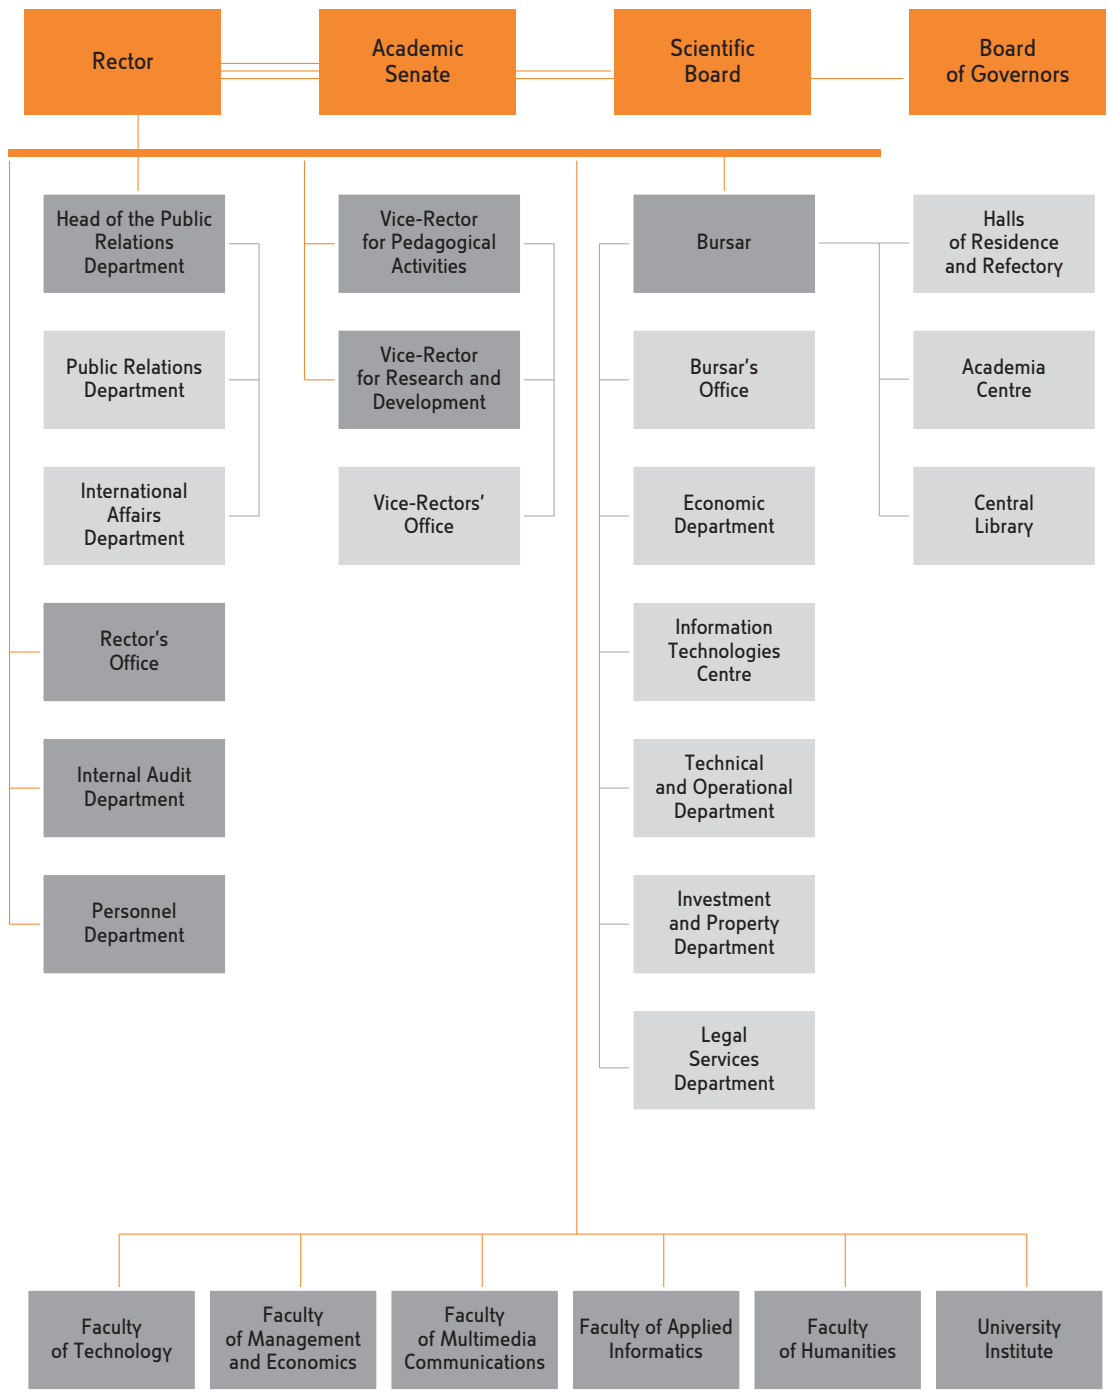 Rector
Academic
Senate
Scientific
Board
Board
of Governors
Head of the Public
Relations
Department
Vice-Rector
for Pedagogical
Activities
Bursar
Halls
of Residence
and Refectory
Public Relations
Department
Vice-Rector
for Research and
Development
Bursar's
Office
Academia
Centre
International
Affairs
Department
Vice-Rectors'
Office
Economic
Department
Central
Library
Rector's
Office
Information
Technologies
Centre
Internal Audit
Department
Technical
and Operational
Department
Personnel
Department
Investment
and Property
Department
Legal
Services
Department
Faculty
of Technology
Faculty
of Management
and Economics
Faculty
of Multimedia
Communications
Faculty of Applied
Informatics
Faculty
of Humanities
University
Institute